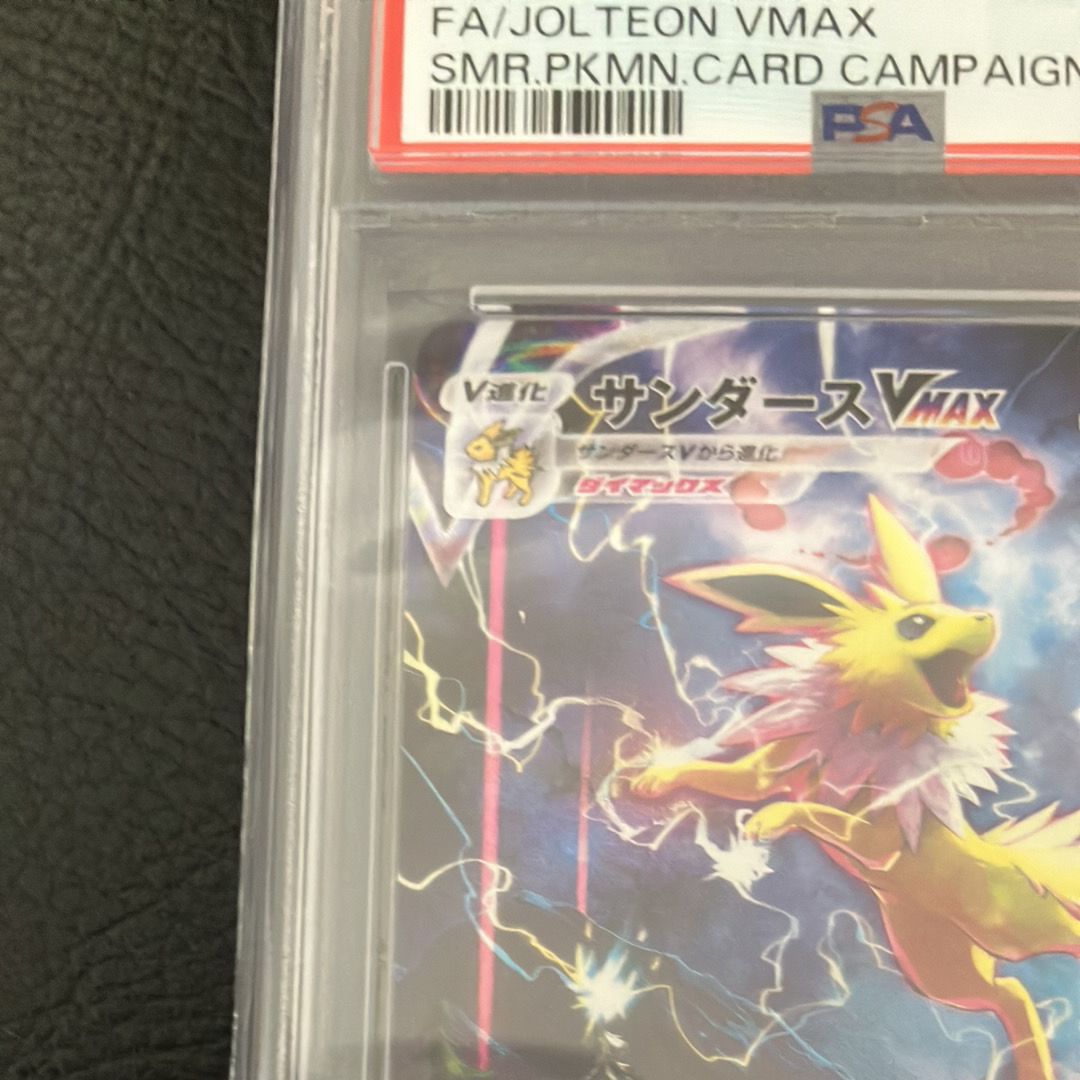 FA/JOLTEON VMAX
SMR.PKMN.CARD CAMPAIGN
PSA
V進化
サンダースVMAX
サンダースVから進化
ダイマックス